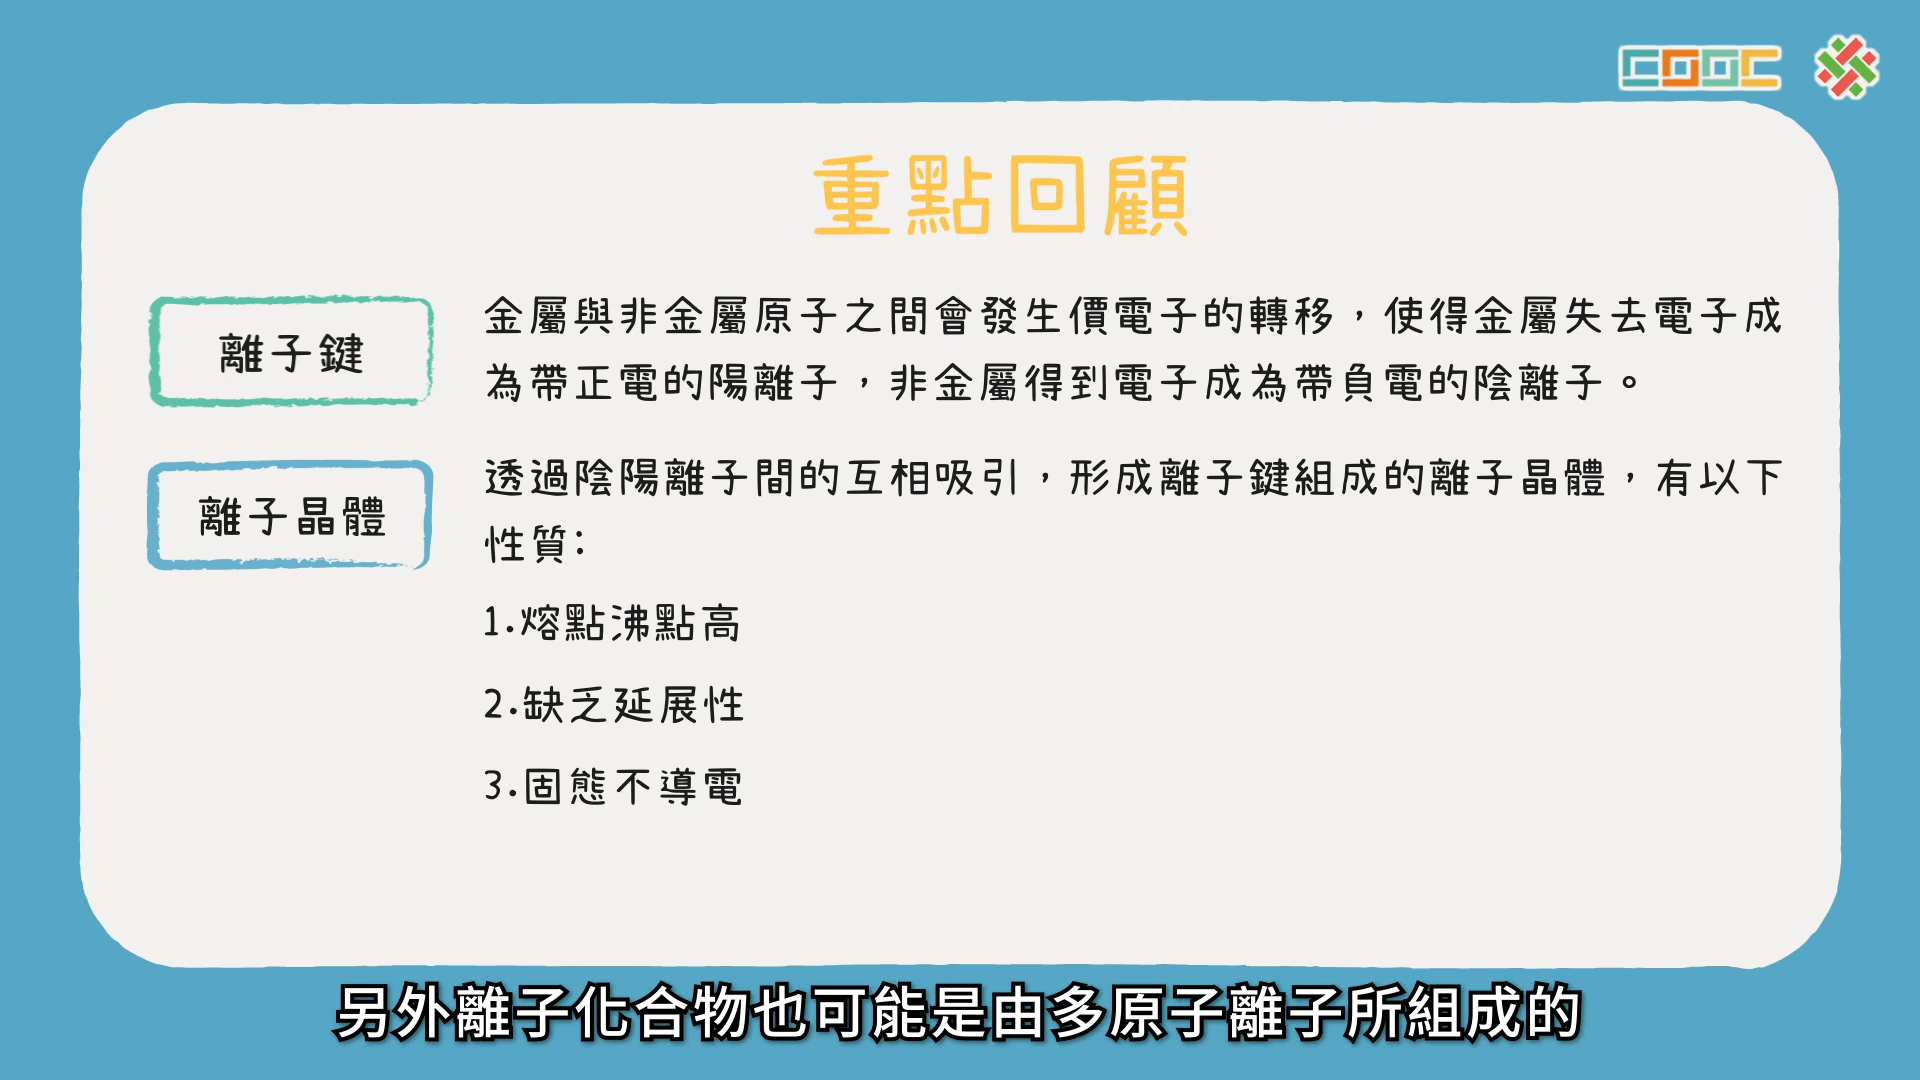 COOC
重點回顧
離子鍵
金屬與非金屬原子之間會發生價電子的轉移，使得金屬失去電子成
為帶正電的陽離子，非金屬得到電子成為帶負電的陰離子。
離子晶體
透過陰陽離子間的互相吸引，形成離子鍵組成的離子晶體，有以下
性質：
1.熔點沸點高
2.缺乏延展性
3.固態不導電
另外離子化合物也可能是由多原子離子所組成的